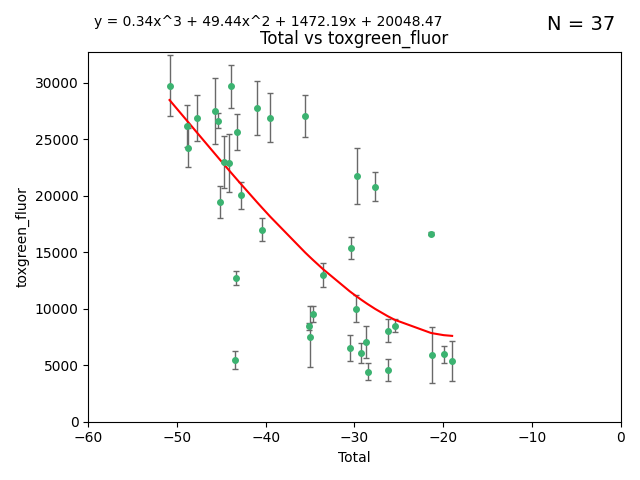 y = 0.34x^3 + 49.44x^2 + 1472.19x + 20048.47
N = 37
Total vs toxgreen_fluor
30000
25000
20000
15000
10000
5000
0
toxgreen_fluor
−60
−50
−40
−30
−20
−10
0
Total